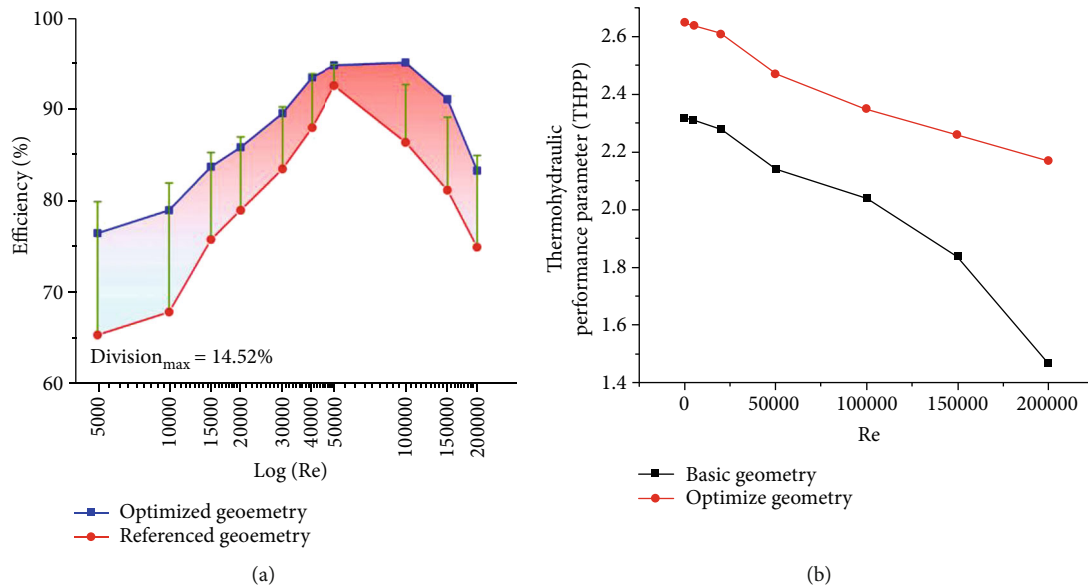 100
90
80
70
60
Efficiency (%)
Division max = 14.52%
5000
10000
15000
20000
30000
40000
50000
100000
150000
200000
Log (Re)
Optimized geoemetry
Referenced geoemetry
(a)
2.6
2.4
2.2
2.0
1.8
1.6
1.4
Thermohydraulic
performance parameter (THPP)
0
50000
100000
150000
200000
Re
Basic geometry
Optimize geometry
(b)